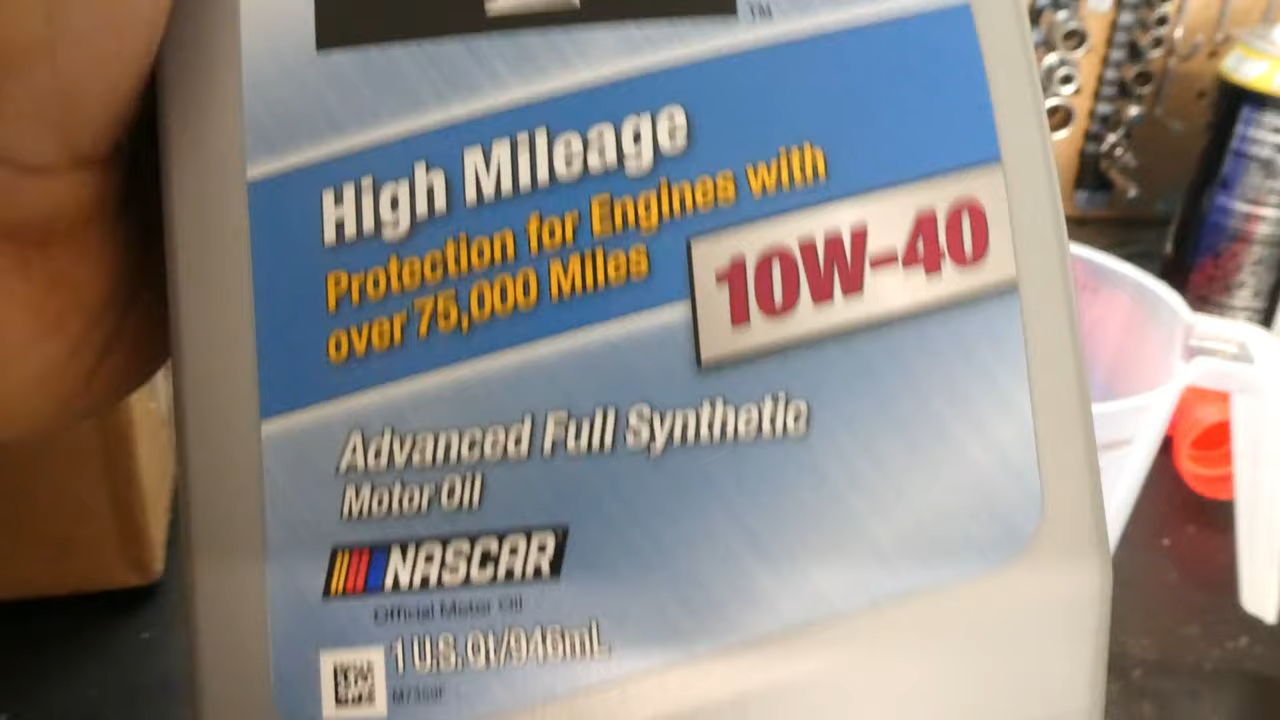 TM
High Mileage
Protection for Engines with
over 75,000 Miles
10W-40
Advanced Full Synthetic
Motor Oil
NASCAR
Official Motor Oil
1 U.S. Qt/946mL